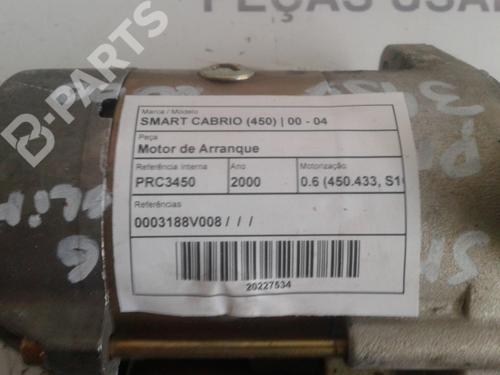 PEÇAS USA
B-PARTS
Marca / Modelo
SMART CABRIO (450) | 00 - 04
Peça
Motor de Arranque
Referência Interna Ano Motorização
PRC3450 2000 0.6 (450.433, S1
Referências
0003188V008 / / /
20227534